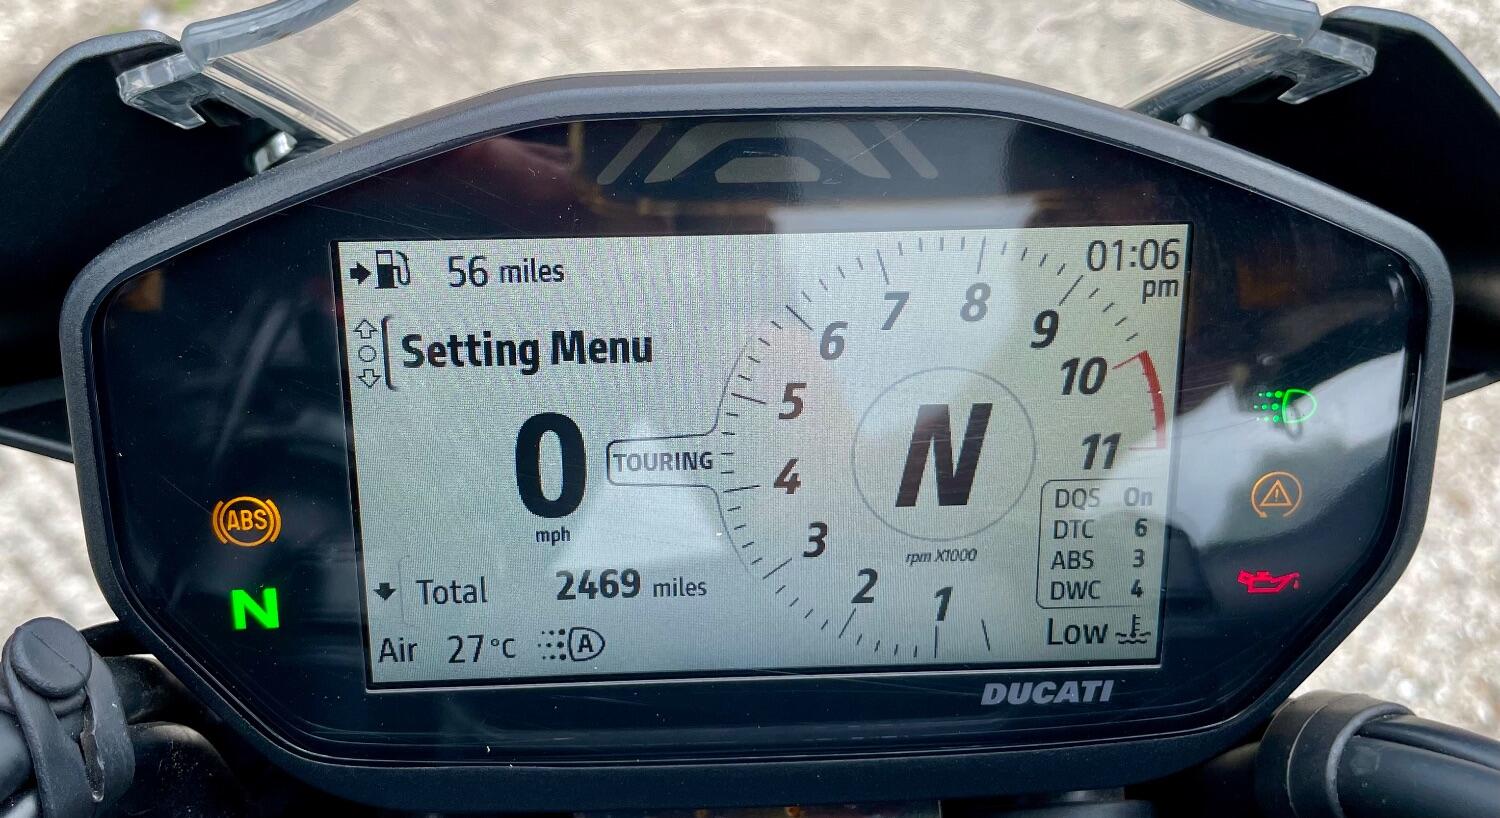 56 miles
01:06
pm
Setting Menu
0
mph
TOURING
1
2
3
4
5
6
7
8
9
10
11
N
rpm X1000
DQS On
DTC 6
ABS 3
DWC 4
Total 2469 miles
Air 27°C A
Low
ABS
N
DUCATI